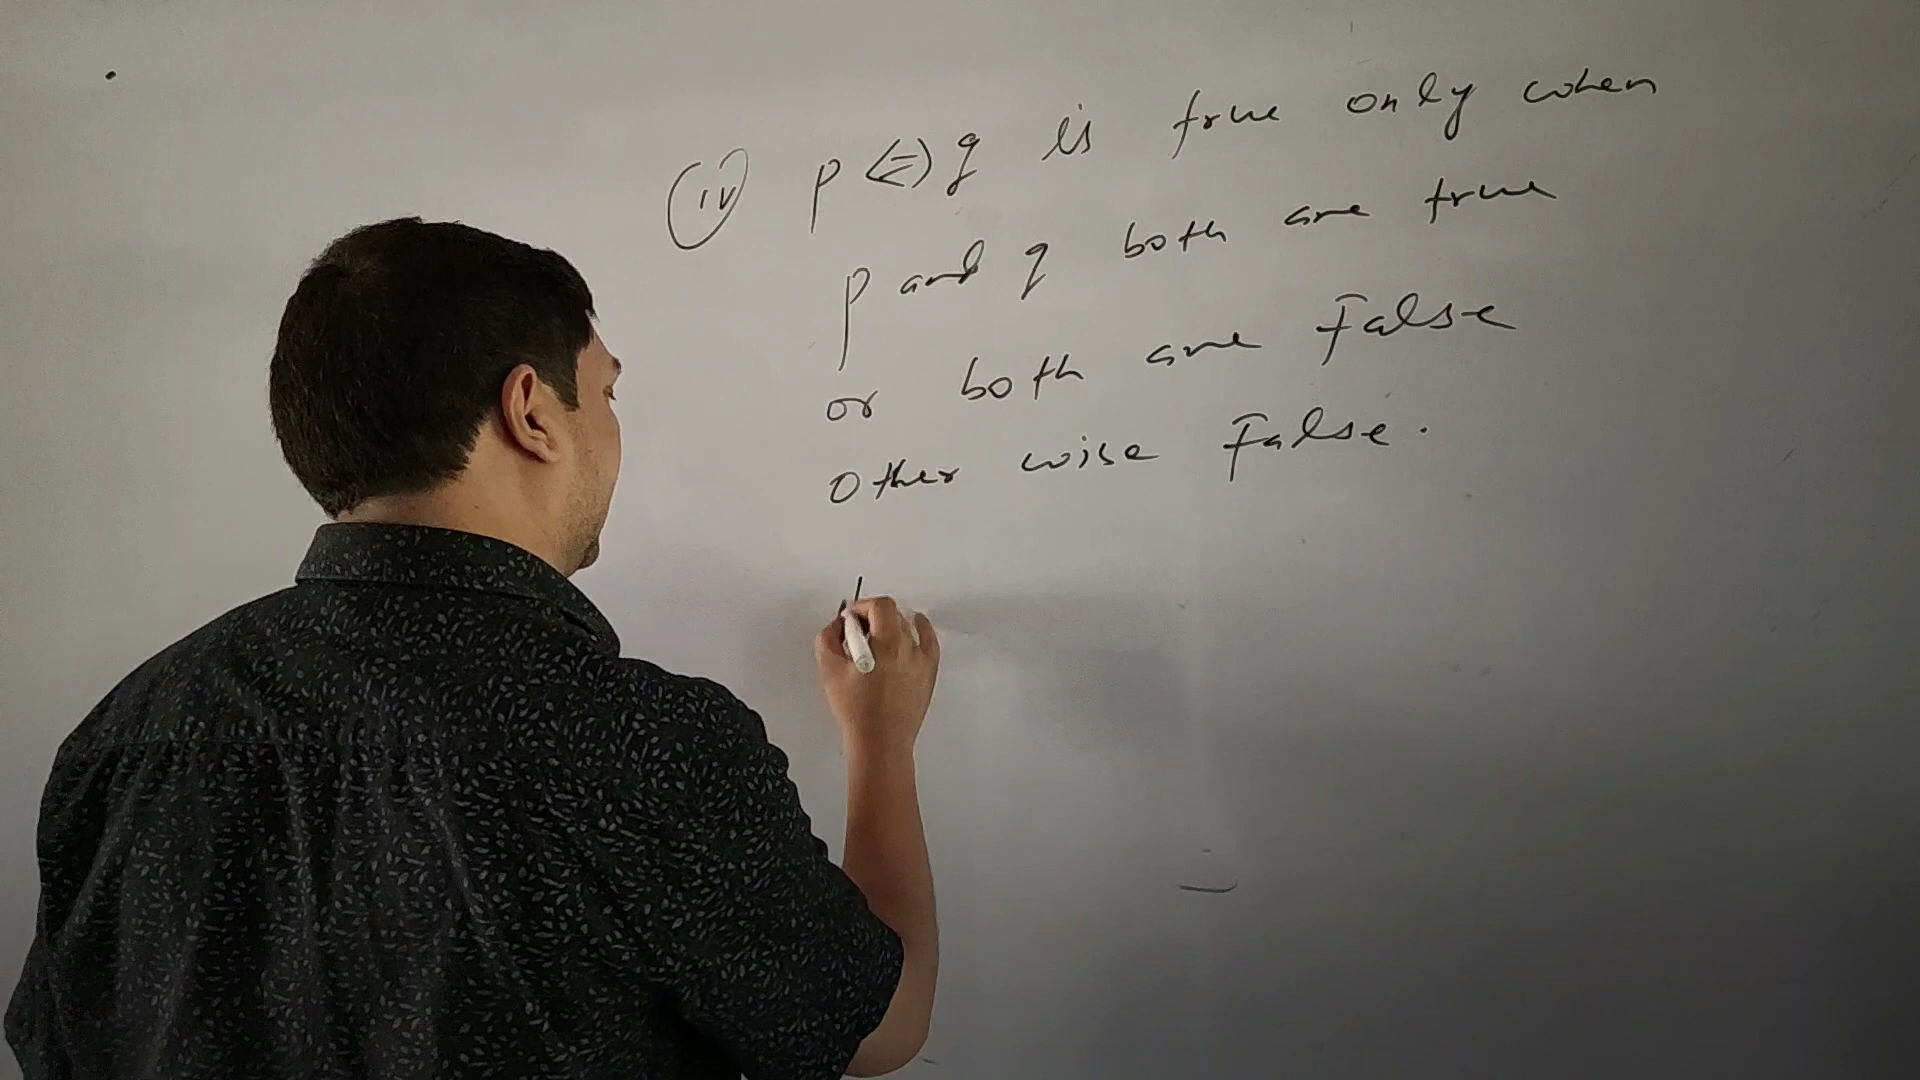 (iv) p <=> q is true only when
p and q both are true
or both are False
other wise False.